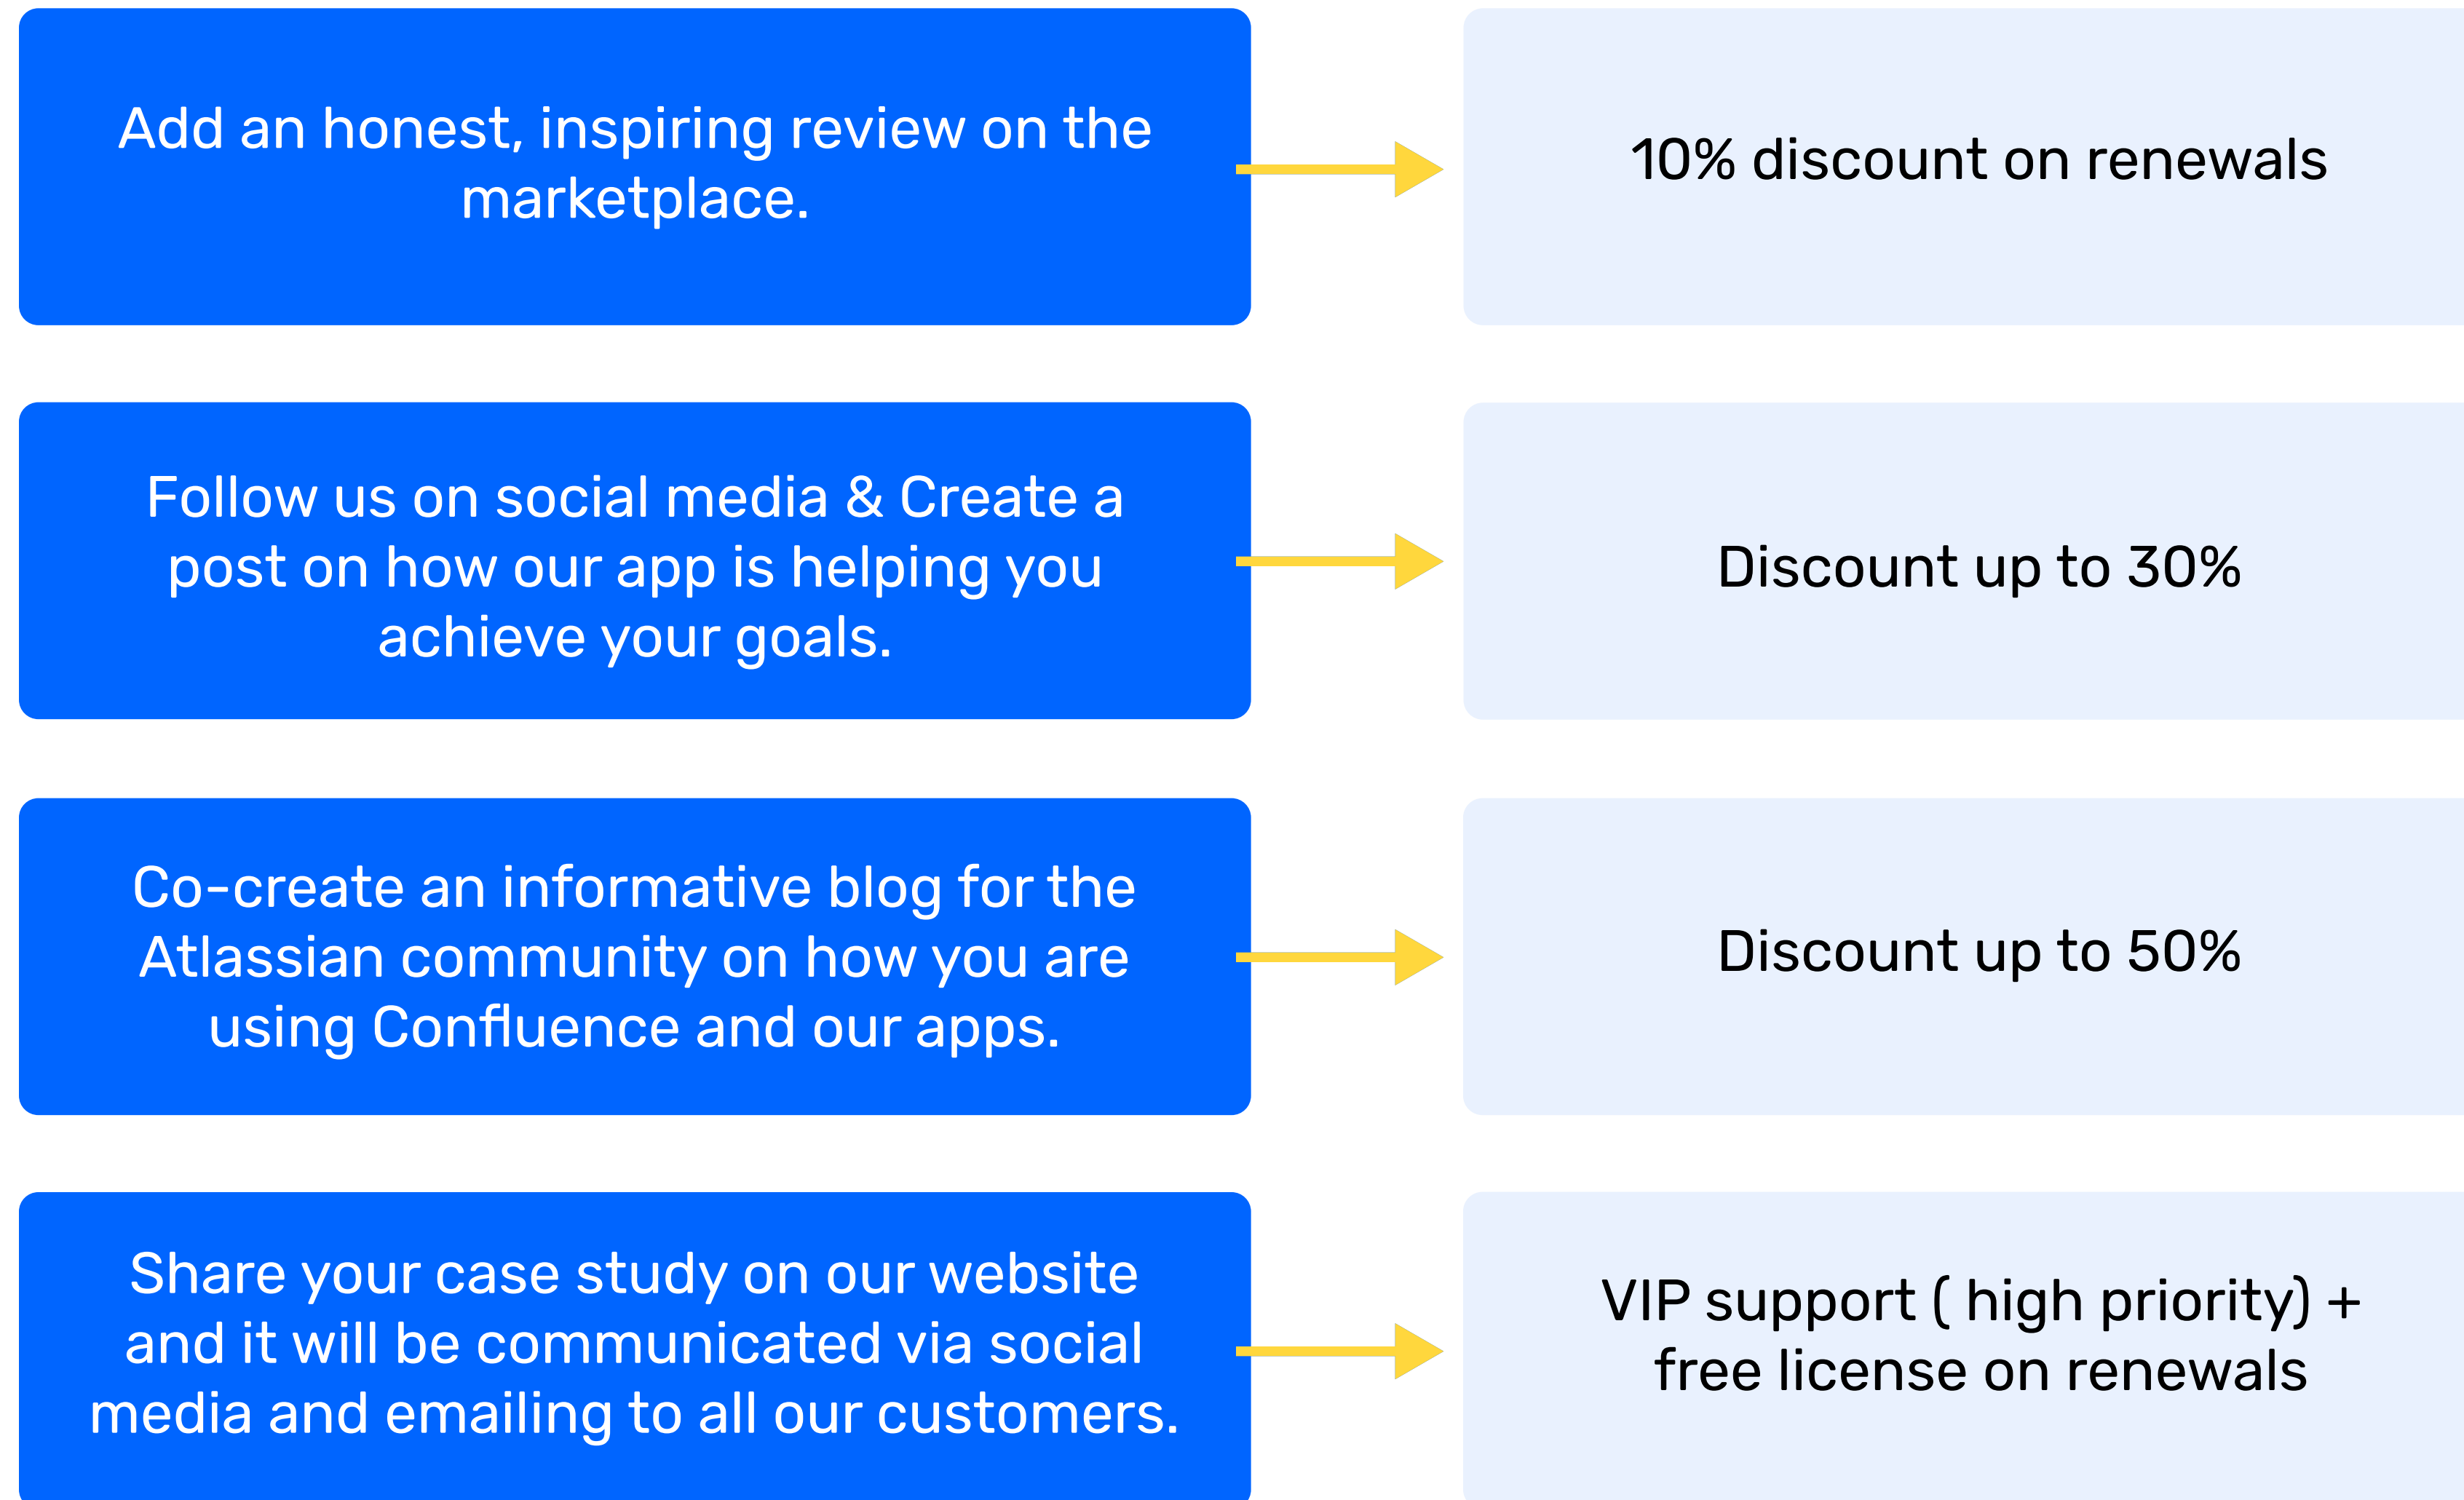 Add an honest, inspiring review on the
marketplace.
10% discount on renewals
Follow us on social media & Create a
post on how our app is helping you
achieve your goals.
Discount up to 30%
Co-create an informative blog for the
Atlassian community on how you are
using Confluence and our apps.
Discount up to 50%
Share your case study on our website
and it will be communicated via social
media and emailing to all our customers.
VIP support ( high priority) +
free license on renewals